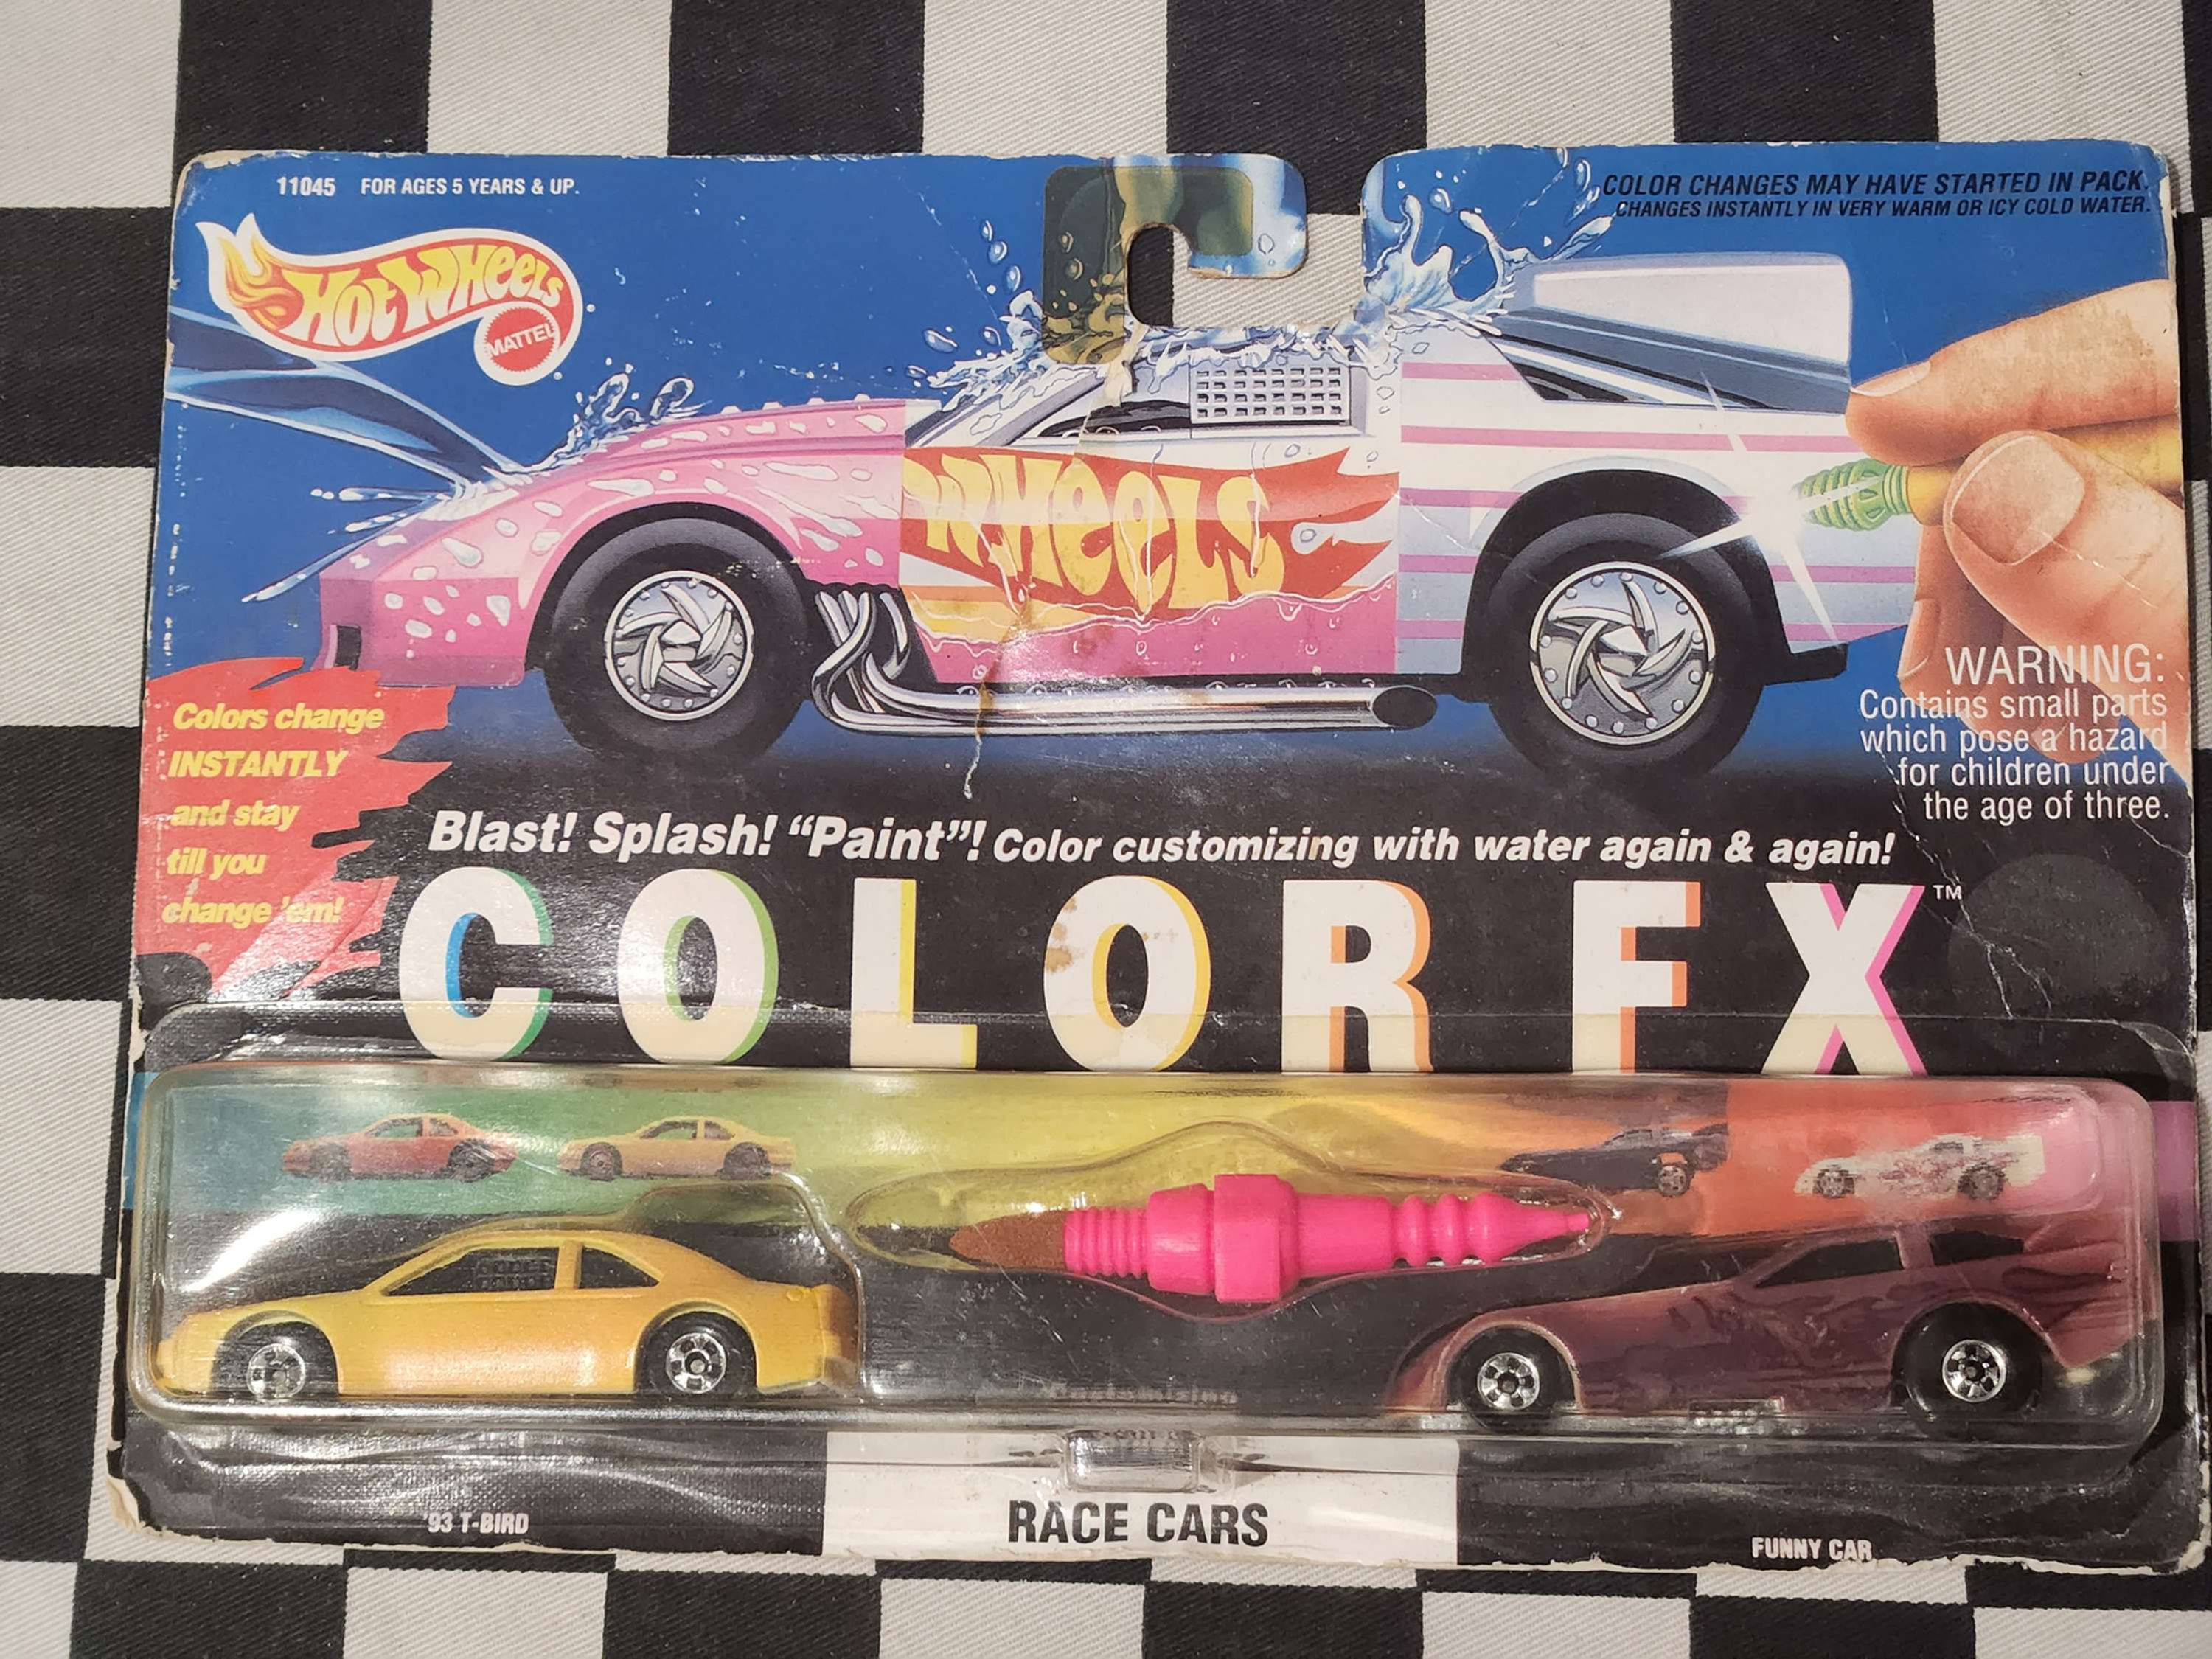 11045 FOR AGES 5 YEARS & UP.
COLOR CHANGES MAY HAVE STARTED IN PACK.
CHANGES INSTANTLY IN VERY WARM OR ICY COLD WATER.
HOT WHEELS
MATTEL
WHEELS
WARNING:
Contains small parts
which pose a hazard
for children under
the age of three.
Colors change
INSTANTLY
and stay
till you
change 'em!
Blast! Splash! “Paint”! Color customizing with water again & again!
COLOR FX™
'93 T-BIRD
RACE CARS
FUNNY CAR